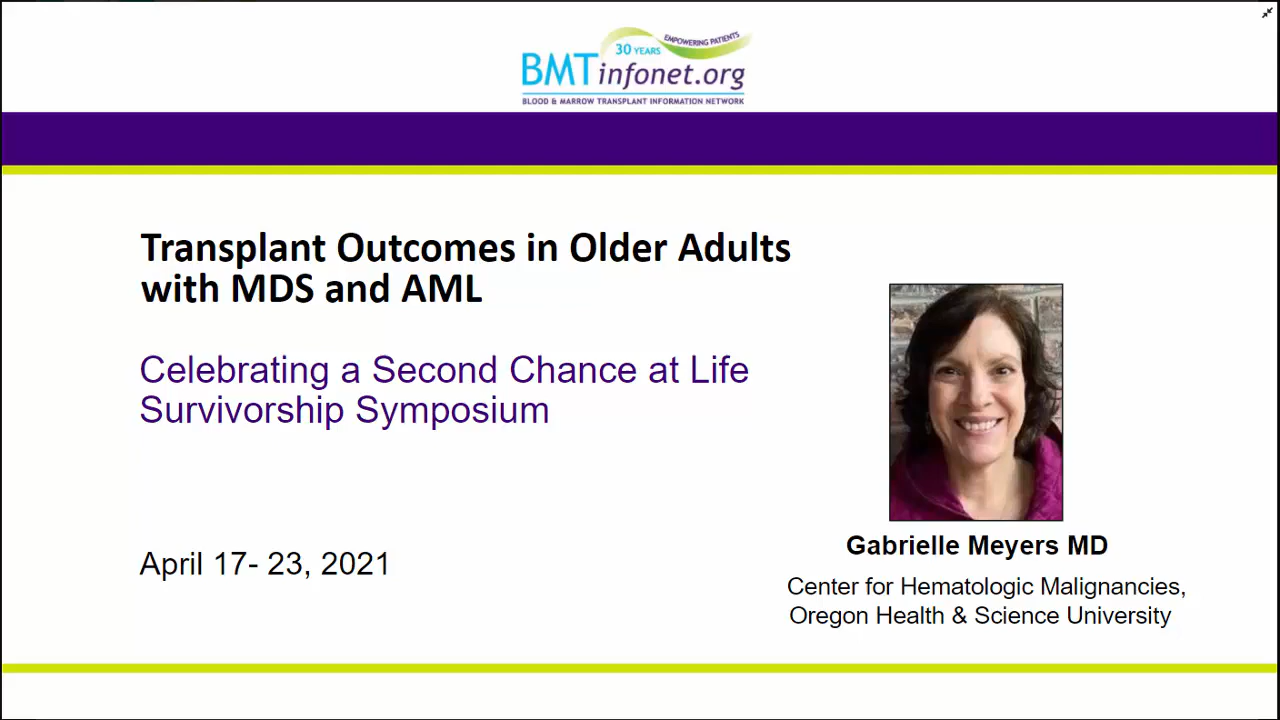 30 YEARS
EMPOWERING PATIENTS
BMTinfonet.org
BLOOD & MARROW TRANSPLANT INFORMATION NETWORK
Transplant Outcomes in Older Adults
with MDS and AML
Celebrating a Second Chance at Life
Survivorship Symposium
April 17- 23, 2021
Gabrielle Meyers MD
Center for Hematologic Malignancies,
Oregon Health & Science University